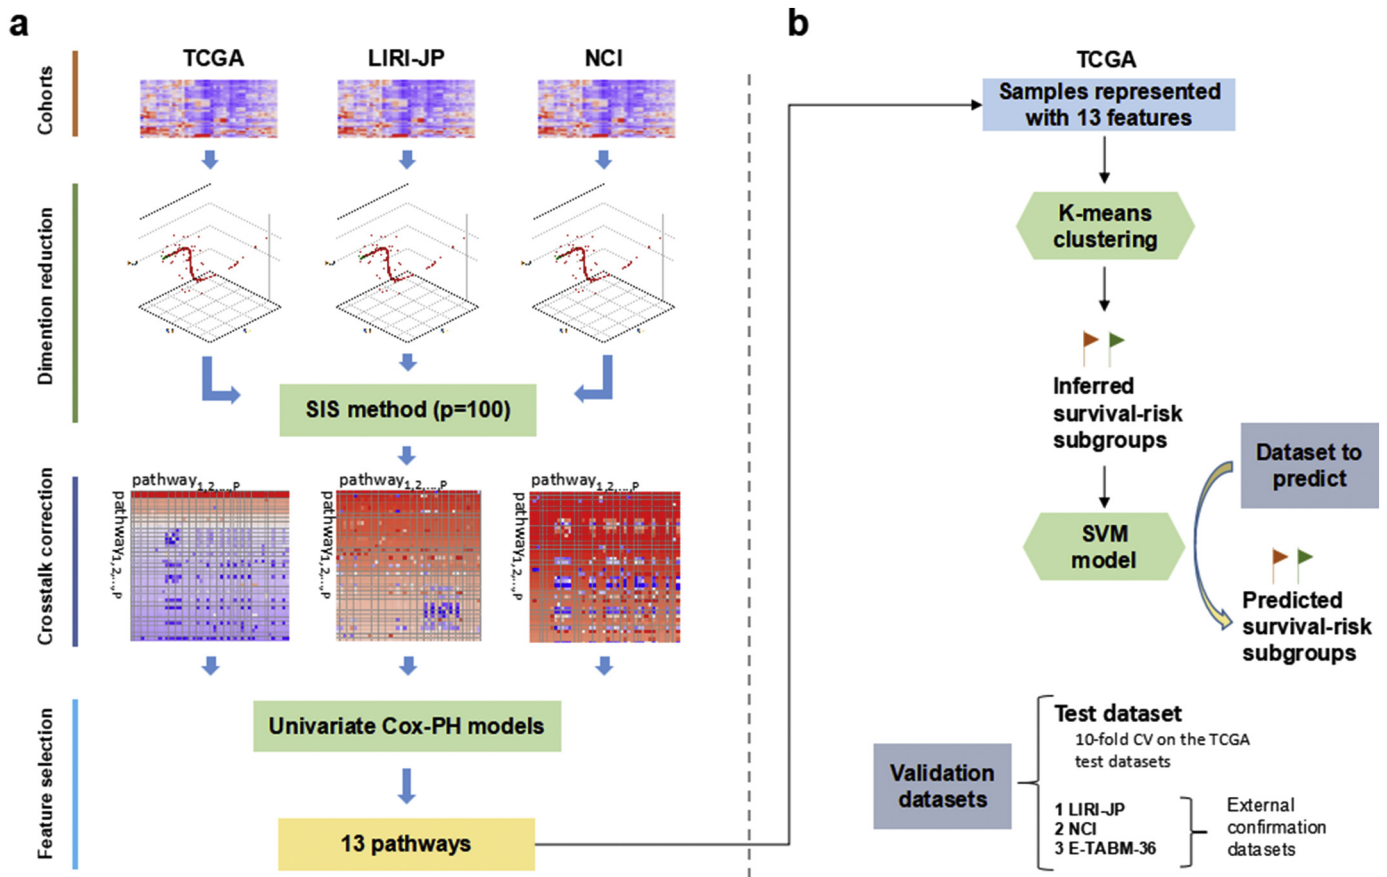 a
TCGA
LIRI-JP
NCI
Cohorts
Dimention reduction
SIS method (p=100)
Crosstalk correction
pathway1,2,...,P
pathway1,2,...,P
pathway1,2,...,P
pathway1,2,...,P
pathway1,2,...,P
pathway1,2,...,P
Feature selection
Univariate Cox-PH models
13 pathways
b
TCGA
Samples represented
with 13 features
K-means
clustering
Inferred
survival-risk
subgroups
Dataset to
predict
SVM
model
Predicted
survival-risk
subgroups
Validation
datasets
Test dataset
10-fold CV on the TCGA
test datasets
1 LIRI-JP
2 NCI
3 E-TABM-36
External
confirmation
datasets